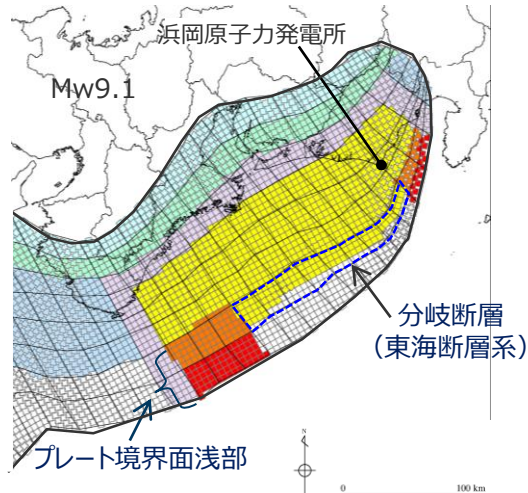 浜岡原子力発電所
Mw9.1
分岐断層
（東海断層系）
プレート境界面浅部
N
0 100 km